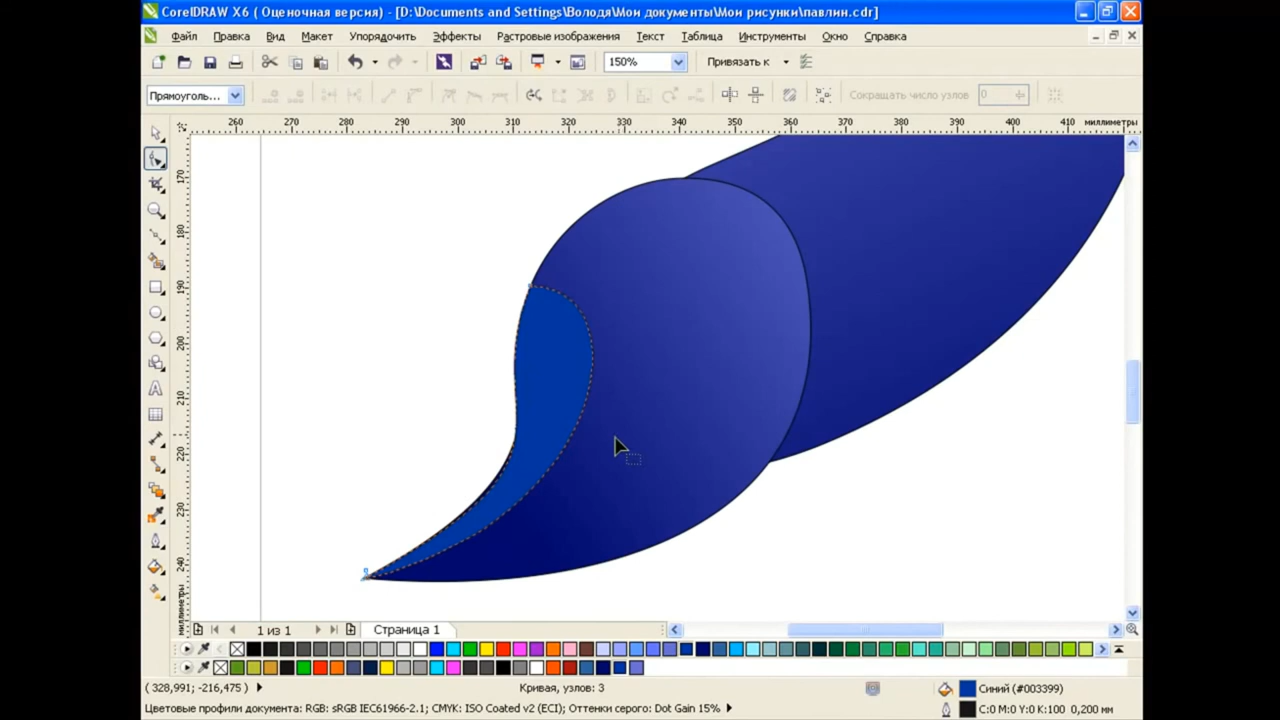 CorelDRAW X6 ( Оценочная версия) - [D:\Documents and Settings\Володя\Мои документы\Мои рисунки\павлин.cdr]
Файл Правка Вид Макет Упорядочить Эффекты Растровые изображения Текст Таблица Инструменты Окно Справка
150% Привязать к
Прямоуголь... Сокращать число узлов 0
260 270 280 290 300 310 320 330 340 350 360 370 380 390 400 410 миллиметры
170
180
190
200
210
220
230
240
миллиметры
1 из 1 Страница 1
( 328,991; -216,475 ) Кривая, узлов: 3 Синий (#003399)
Цветовые профили документа: RGB: sRGB IEC61966-2.1; CMYK: ISO Coated v2 (ECI); Оттенки серого: Dot Gain 15% C:0 M:0 Y:0 K:100 0,200 мм